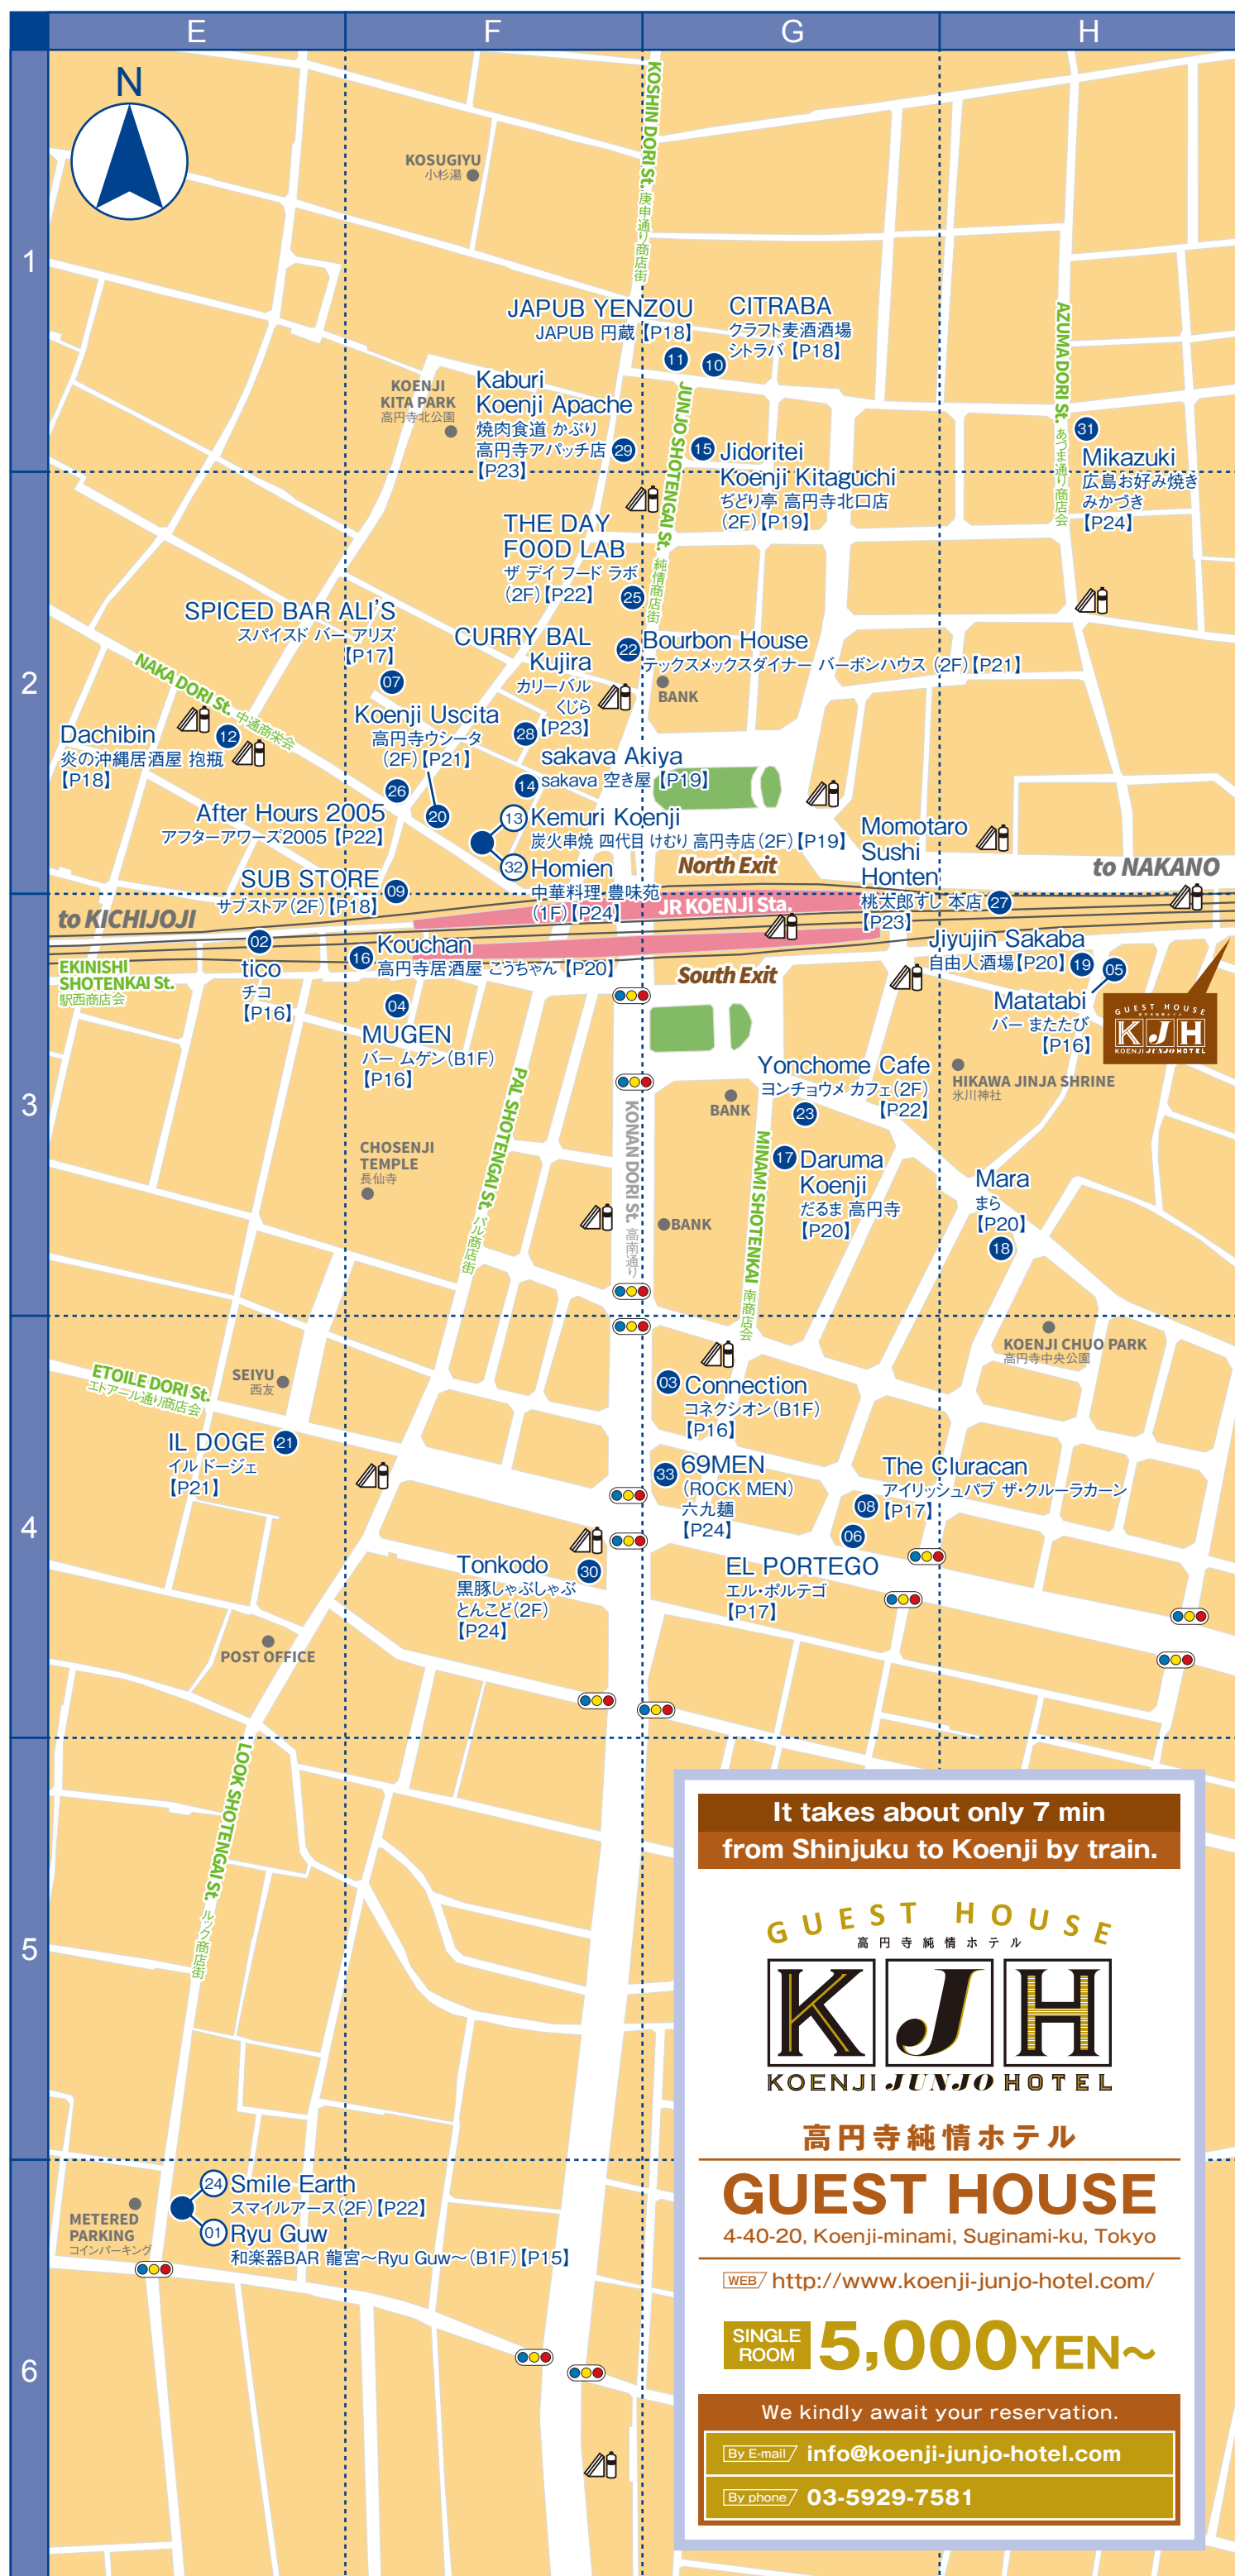 E
F
G
H
N
1
KOSHIN DORI St. 庚申通り商店街
KOSUGIYU
小杉湯
JAPUB YENZOU
JAPUB 円蔵【P18】
11
CITRABA
クラフト麦酒酒場
シトラバ【P18】
10
AZUMA DORI St. あづま通り商店会
KOENJI
KITA PARK
高円寺北公園
Kaburi
Koenji Apache
焼肉食道 かぶり
高円寺アパッチ店
【P23】
29
JUNJO SHOTENGAI St. 純情商店街
15
Jidoritei
Koenji Kitaguchi
ぢどり亭 高円寺北口店
(2F)【P19】
31
Mikazuki
広島お好み焼き
みかづき
【P24】
2
THE DAY
FOOD LAB
ザ デイ フード ラボ
(2F)【P22】
25
SPICED BAR ALI'S
スパイスド バー アリズ
【P17】
07
CURRY BAL
Kujira
カリーバル
くじら
【P23】
28
22
Bourbon House
テックスメックスダイナー バーボンハウス (2F)【P21】
BANK
NAKA DORI St. 中通商栄会
Dachibin
炎の沖縄居酒屋 抱瓶
【P18】
12
Koenji Uscita
高円寺ウシータ
(2F)【P21】
20
sakava Akiya
sakava 空き屋【P19】
14
26
After Hours 2005
アフターアワーズ2005【P22】
13
Kemuri Koenji
炭火串焼 四代目 けむり 高円寺店(2F)【P19】
32
Homien
中華料理・豊味苑
(1F)【P24】
North Exit
Momotaro
Sushi
Honten
桃太郎すし 本店
【P23】
27
to NAKANO
SUB STORE
サブストア(2F)【P18】
09
to KICHIJOJI
JR KOENJI Sta.
3
02
tico
チコ
【P16】
16
Kouchan
高円寺居酒屋 こうちゃん【P20】
South Exit
Jiyujin Sakaba
自由人酒場【P20】
19
05
Matatabi
バー またたび
【P16】
GUEST HOUSE
KJH
KOENJI JUNJO HOTEL
EKINISHI
SHOTENKAI St.
駅西商店会
04
MUGEN
バー ムゲン(B1F)
【P16】
PAL SHOTENGAI St. パル商店街
KONAN DORI St. 高南通り
BANK
Yonchome Cafe
ヨンチョウメ カフェ(2F)
【P22】
23
HIKAWA JINJA SHRINE
氷川神社
MINAMI SHOTENKAI 南商店会
17
Daruma
Koenji
だるま 高円寺
【P20】
CHOSENJI
TEMPLE
長仙寺
BANK
Mara
まら
【P20】
18
4
KOENJI CHUO PARK
高円寺中央公園
ETOILE DORI St.
エトアール通り商店会
SEIYU
西友
03
Connection
コネクシオン(B1F)
【P16】
IL DOGE
イル ドージェ
【P21】
21
33
69MEN
(ROCK MEN)
六九麺
【P24】
The Cluracan
アイリッシュパブ ザ・クルーラカーン
【P17】
08
06
EL PORTEGO
エル・ポルテゴ
【P17】
Tonkodo
黒豚しゃぶしゃぶ
とんこど(2F)
【P24】
30
POST OFFICE
5
LOOK SHOTENGAI St. ルック商店街
6
24
Smile Earth
スマイルアース(2F)【P22】
01
Ryu Guw
和楽器BAR 龍宮～Ryu Guw～(B1F)【P15】
METERED
PARKING
コインパーキング
It takes about only 7 min
from Shinjuku to Koenji by train.
GUEST HOUSE
高円寺純情ホテル
KJH
KOENJI JUNJO HOTEL
高円寺純情ホテル
GUEST HOUSE
4-40-20, Koenji-minami, Suginami-ku, Tokyo
WEB http://www.koenji-junjo-hotel.com/
SINGLE
ROOM
5,000YEN～
We kindly await your reservation.
By E-mail info@koenji-junjo-hotel.com
By phone 03-5929-7581